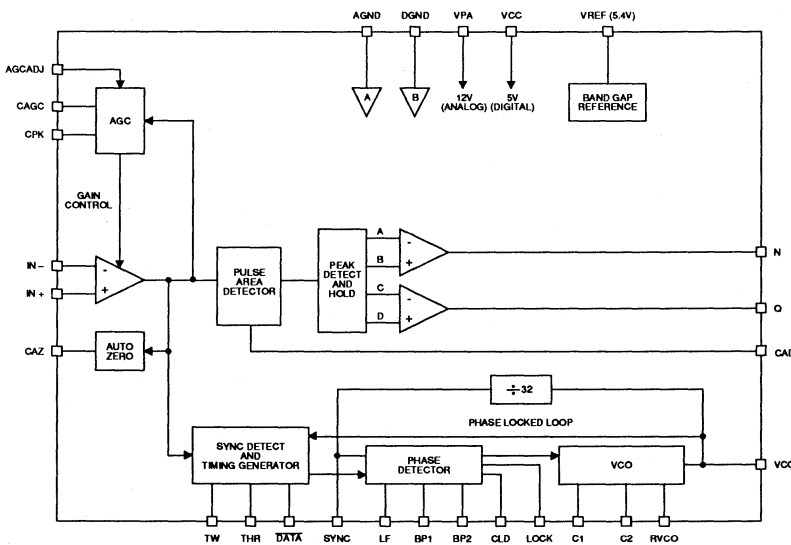 AGND DGND VPA VCC VREF (5.4V)
AGCADJ
CAGC
CPK
AGC
A
B
12V
(ANALOG)
5V
(DIGITAL)
BAND GAP
REFERENCE
GAIN
CONTROL
IN –
IN +
-
+
PULSE
AREA
DETECTOR
PEAK
DETECT
AND
HOLD
A
B
C
D
-
+
-
+
N
Q
CAZ
AUTO
ZERO
CAD
÷32
PHASE LOCKED LOOP
SYNC DETECT
AND
TIMING GENERATOR
PHASE
DETECTOR
VCO
TW THR DATA SYNC LF BP1 BP2 CLD LOCK C1 C2 RVCO